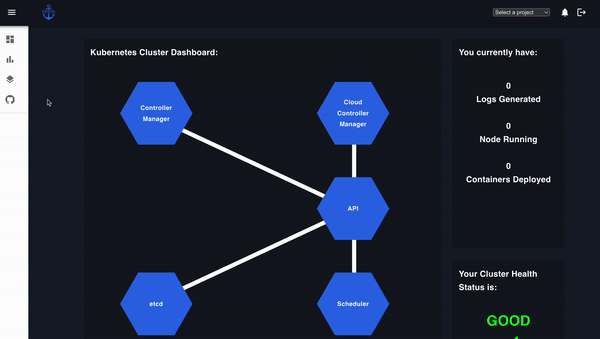 Select a project
Kubernetes Cluster Dashboard:
You currently have:
Controller
Manager
Cloud
Controller
Manager
0
Logs Generated
0
Node Running
0
Containers Deployed
API
etcd
Scheduler
Your Cluster Health
Status is:
GOOD